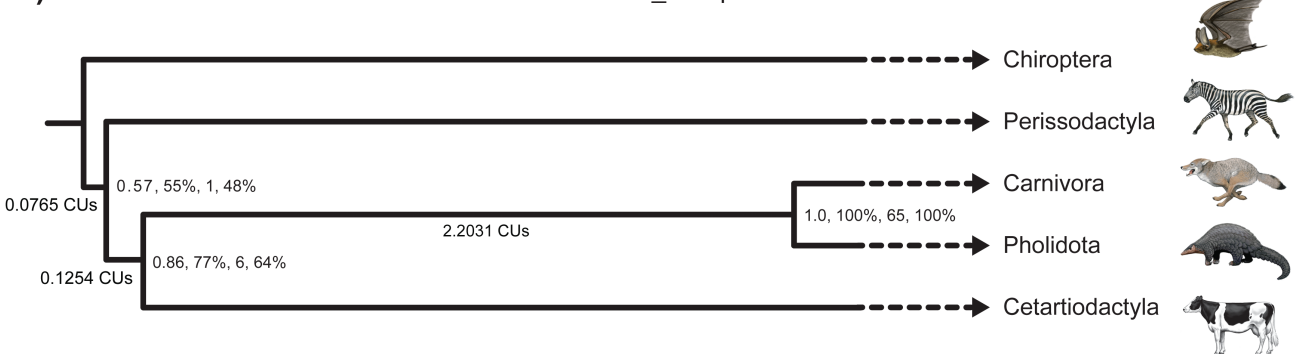 Chiroptera
Perissodactyla
0.57, 55%, 1, 48%
Carnivora
0.0765 CUs
1.0, 100%, 65, 100%
2.2031 CUs
Pholidota
0.86, 77%, 6, 64%
0.1254 CUs
Cetartiodactyla